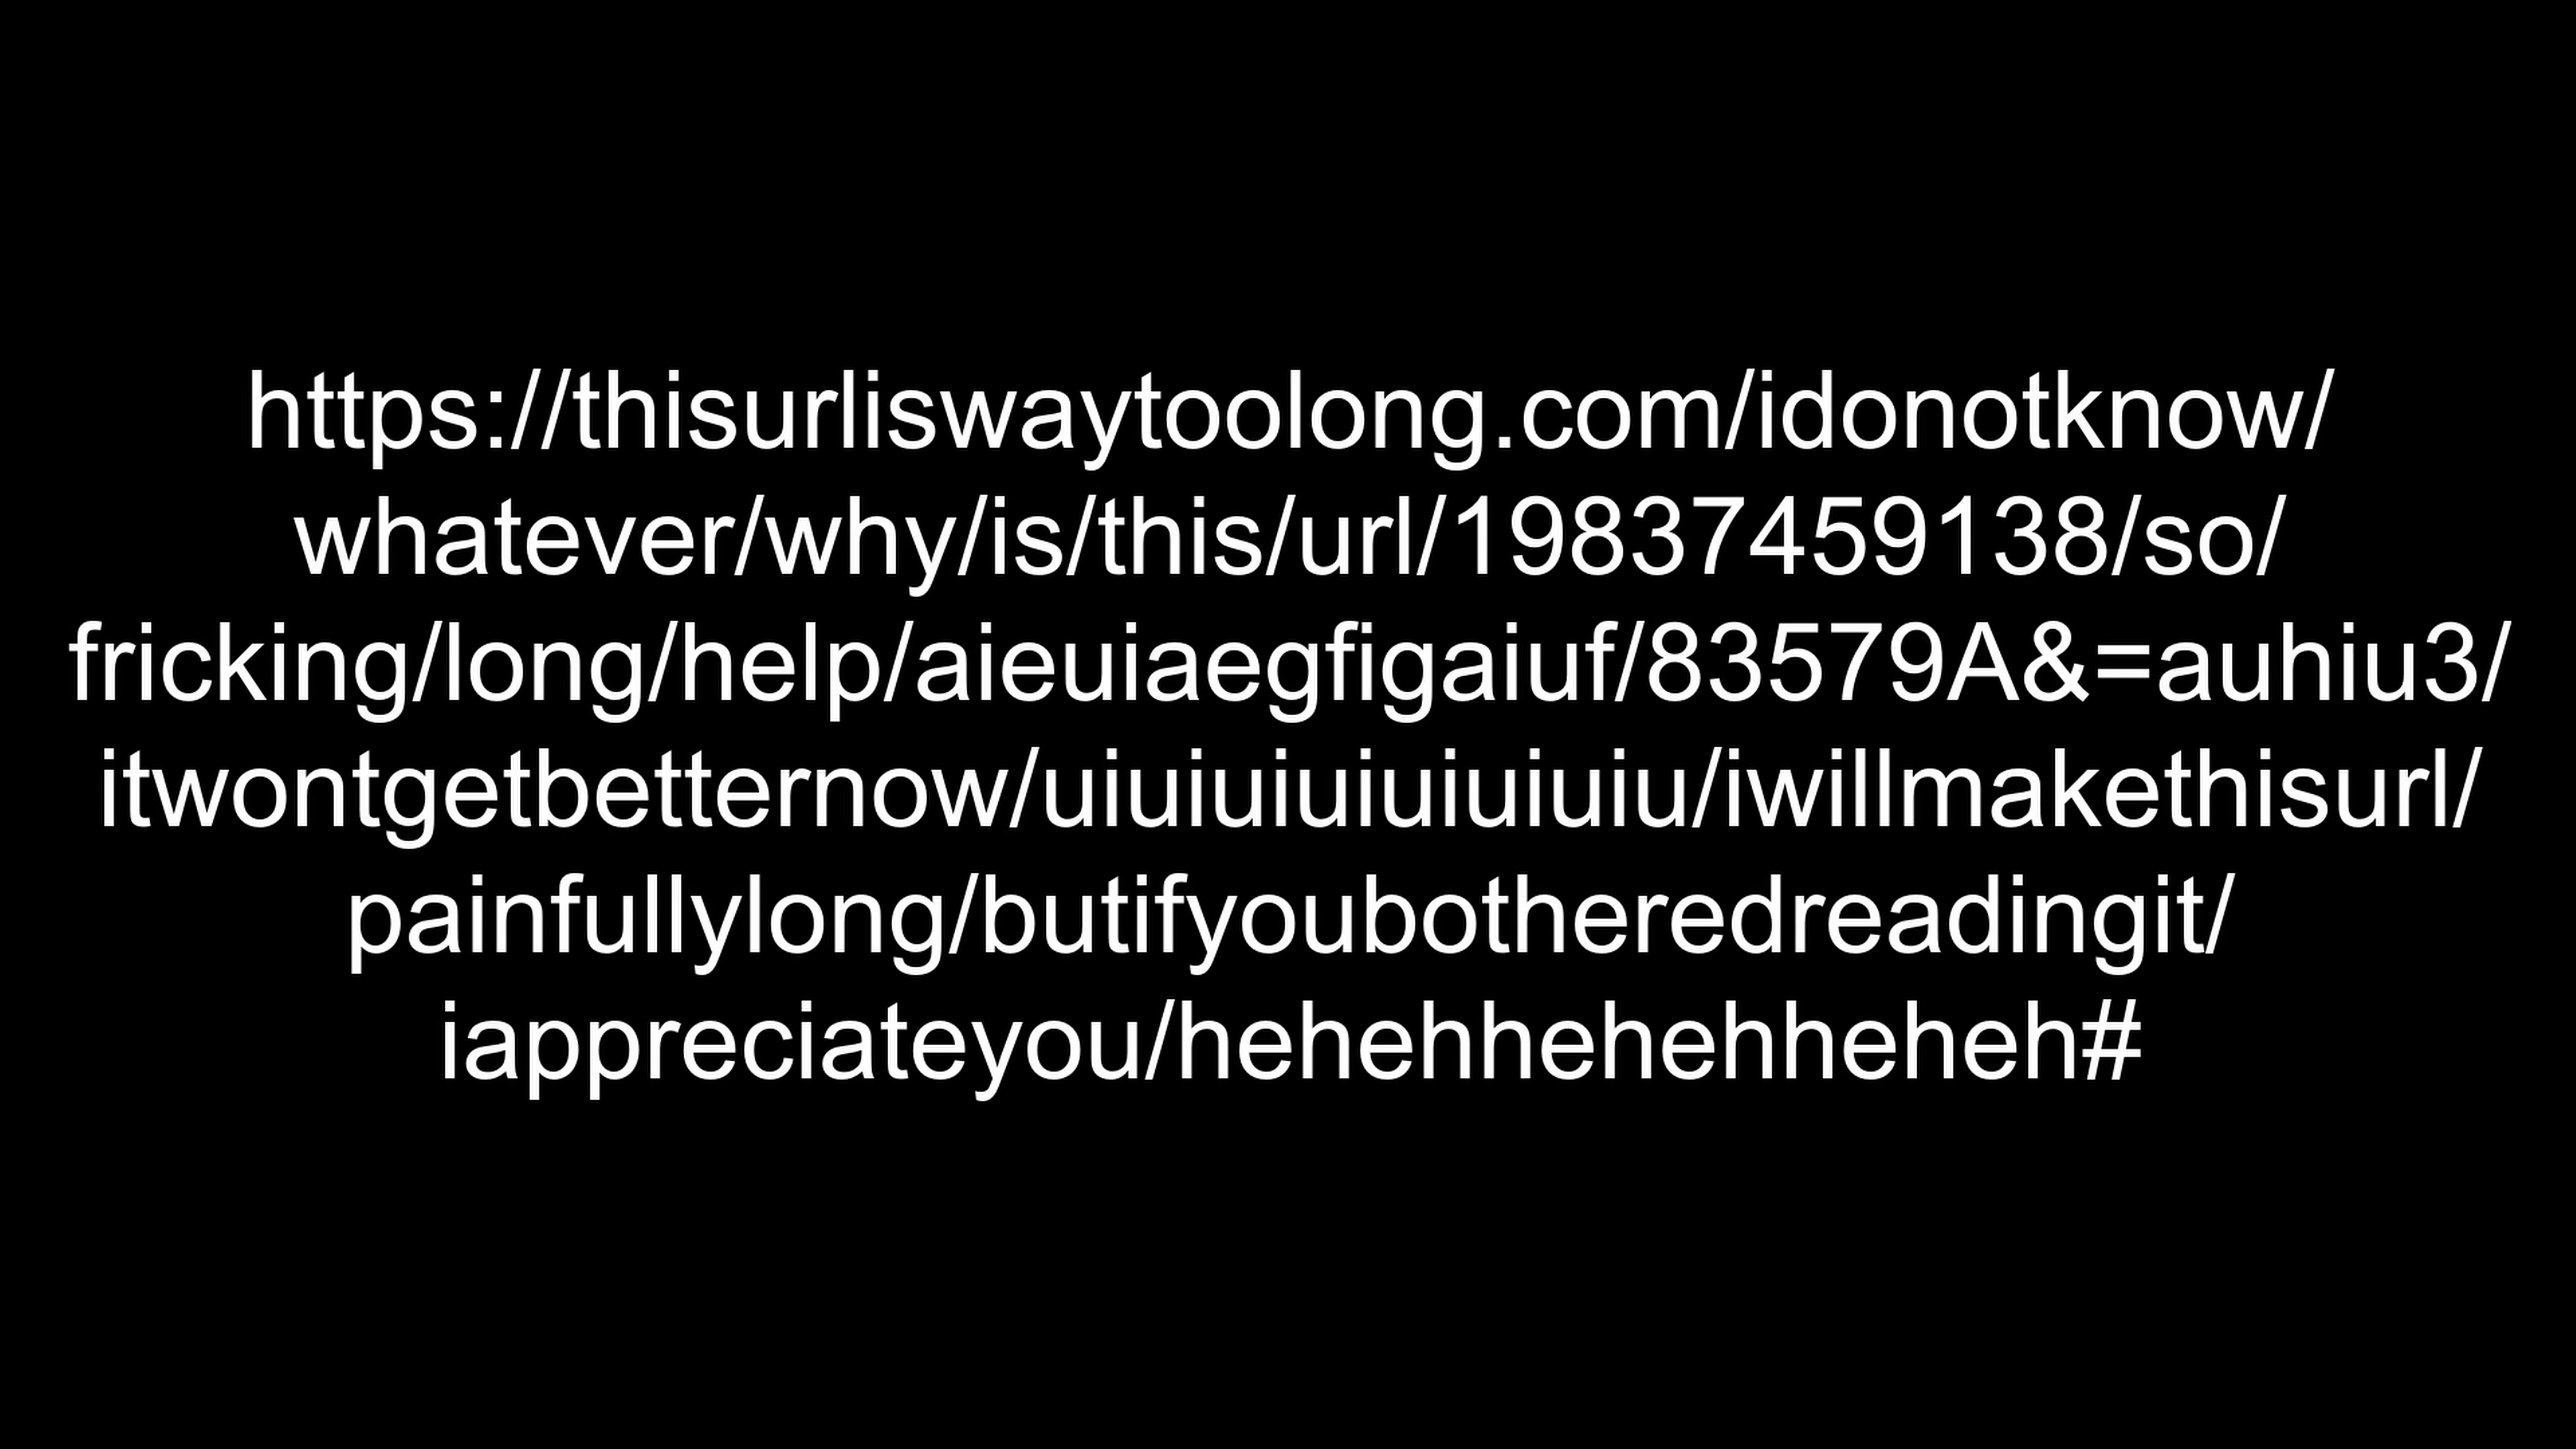 https://thisurliswaytoolong.com/idonotknow/
whatever/why/is/this/url/19837459138/so/
fricking/long/help/aieuiaegfigaiuf/83579A&=auhiu3/
itwontgetbetternow/uiuiuiuiuiuiuiuiu/iwillmakethisurl/
painfullylong/butifyoubotheredreadingit/
iappreciateyou/hehehhehehheheh#